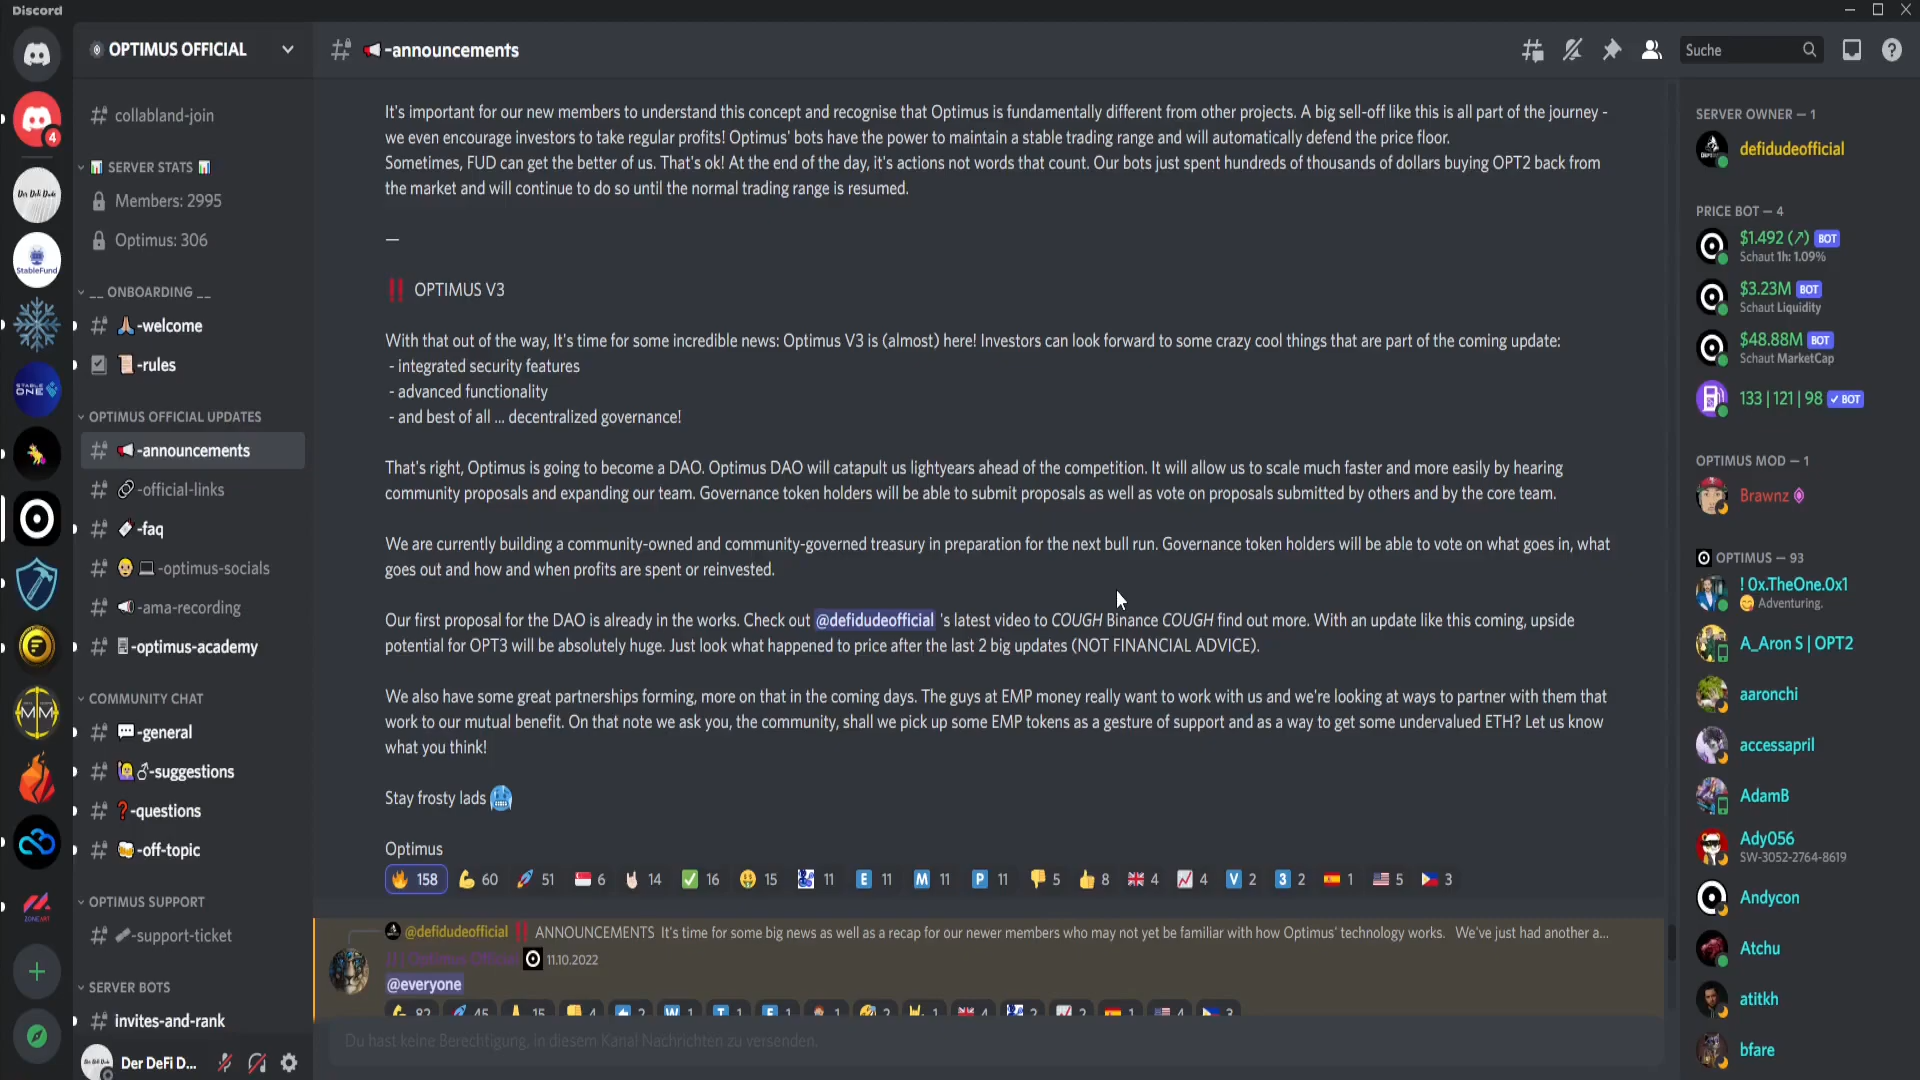 Discord
OPTIMUS OFFICIAL
collabland-join
SERVER STATS
Members: 2995
Optimus: 306
__ ONBOARDING __
-welcome
-rules
OPTIMUS OFFICIAL UPDATES
-announcements
-official-links
-faq
-optimus-socials
-ama-recording
-optimus-academy
COMMUNITY CHAT
-general
-suggestions
-questions
-off-topic
OPTIMUS SUPPORT
-support-ticket
SERVER BOTS
invites-and-rank
Der DeFi D...
4
Der Defi Dude
StableFund
STABLE ONE
MM
-announcements
Suche
It's important for our new members to understand this concept and recognise that Optimus is fundamentally different from other projects. A big sell-off like this is all part of the journey -
we even encourage investors to take regular profits! Optimus' bots have the power to maintain a stable trading range and will automatically defend the price floor.
Sometimes, FUD can get the better of us. That's ok! At the end of the day, it's actions not words that count. Our bots just spent hundreds of thousands of dollars buying OPT2 back from
the market and will continue to do so until the normal trading range is resumed.
—
‼ OPTIMUS V3
With that out of the way, It's time for some incredible news: Optimus V3 is (almost) here! Investors can look forward to some crazy cool things that are part of the coming update:
- integrated security features
- advanced functionality
- and best of all ... decentralized governance!
That's right, Optimus is going to become a DAO. Optimus DAO will catapult us lightyears ahead of the competition. It will allow us to scale much faster and more easily by hearing
community proposals and expanding our team. Governance token holders will be able to submit proposals as well as vote on proposals submitted by others and by the core team.
We are currently building a community-owned and community-governed treasury in preparation for the next bull run. Governance token holders will be able to vote on what goes in, what
goes out and how and when profits are spent or reinvested.
Our first proposal for the DAO is already in the works. Check out @defidudeofficial 's latest video to COUGH Binance COUGH find out more. With an update like this coming, upside
potential for OPT3 will be absolutely huge. Just look what happened to price after the last 2 big updates (NOT FINANCIAL ADVICE).
We also have some great partnerships forming, more on that in the coming days. The guys at EMP money really want to work with us and we're looking at ways to partner with them that
work to our mutual benefit. On that note we ask you, the community, shall we pick up some EMP tokens as a gesture of support and as a way to get some undervalued ETH? Let us know
what you think!
Stay frosty lads
Optimus
158 60 51 6 14 16 15 11 E 11 M 11 P 11 5 8 4 4 V 2 3 2 1 5 3
@defidudeofficial ‼ ANNOUNCEMENTS It's time for some big news as well as a recap for our newer members who may not yet be familiar with how Optimus' technology works. We've just had another a...
11.10.2022
@everyone
82 45 15 4 2 W 1 T 1 F 1 1 2 1 4 2 2 1 4 3
Du hast keine Berechtigung, in diesem Kanal Nachrichten zu versenden.
SERVER OWNER — 1
defidudeofficial
PRICE BOT — 4
$1.492 (↗) BOT
Schaut 1h: 1.09%
$3.23M BOT
Schaut Liquidity
$48.88M BOT
Schaut MarketCap
133 | 121 | 98 ✓ BOT
OPTIMUS MOD — 1
Brawnz
OPTIMUS — 93
! 0x.TheOne.0x1
Adventuring.
A_Aron S | OPT2
aaronchi
accessapril
AdamB
Ady056
SW-3052-2764-8619
Andycon
Atchu
atitkh
bfare